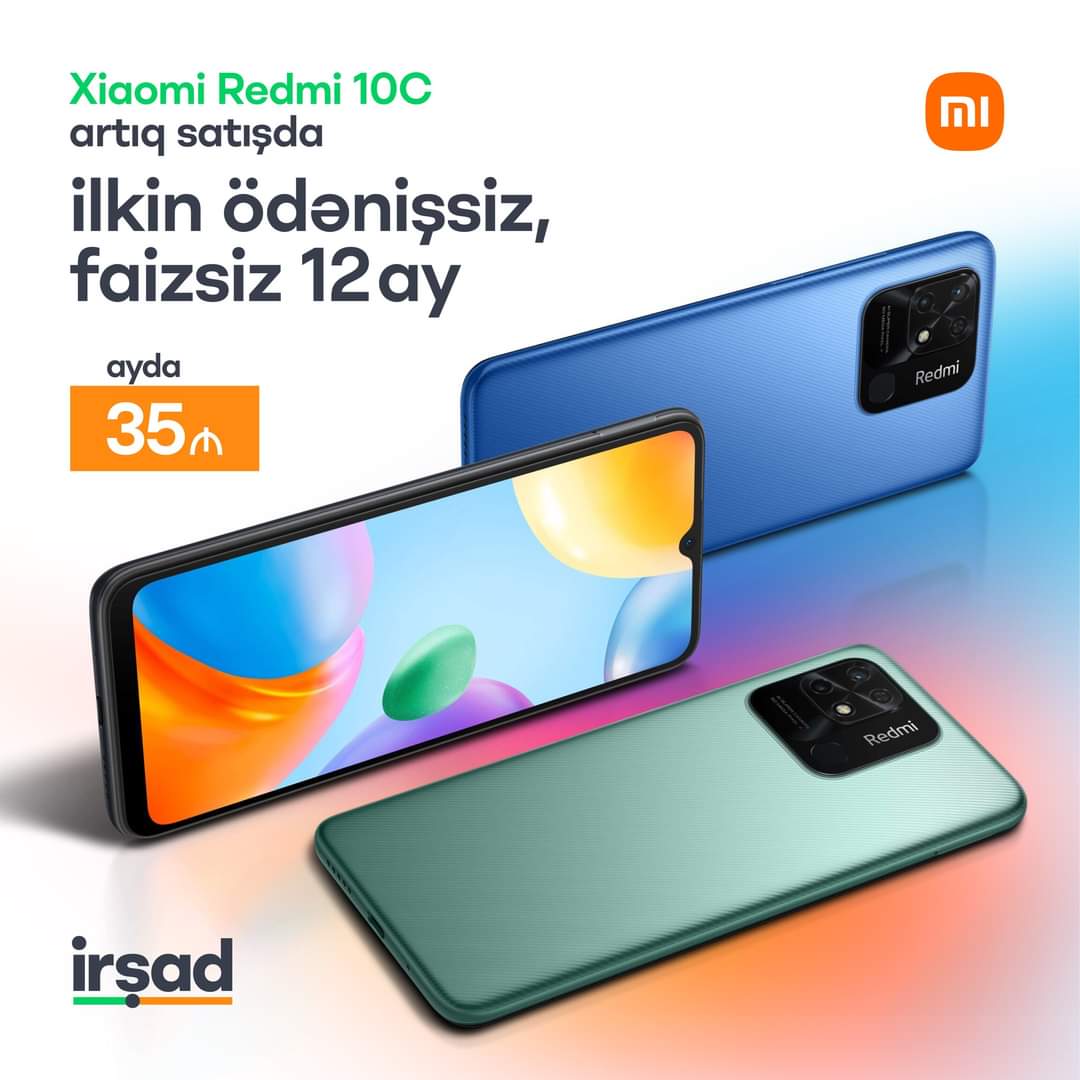 Xiaomi Redmi 10C
artıq satışda
ilkin ödənişsiz,
faizsiz 12 ay
ayda
35₼
mi
Redmi
Redmi
irşad